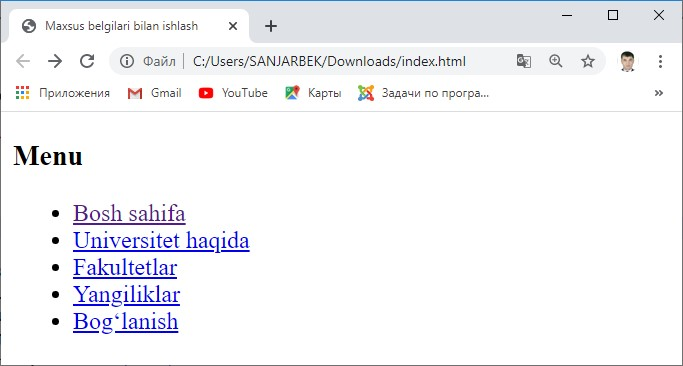 Maxsus belgilari bilan ishlash
Файл | C:/Users/SANJARBEK/Downloads/index.html
Приложения Gmail YouTube Карты Задачи по програ... »
Menu
Bosh sahifa
Universitet haqida
Fakultetlar
Yangiliklar
Bog‘lanish